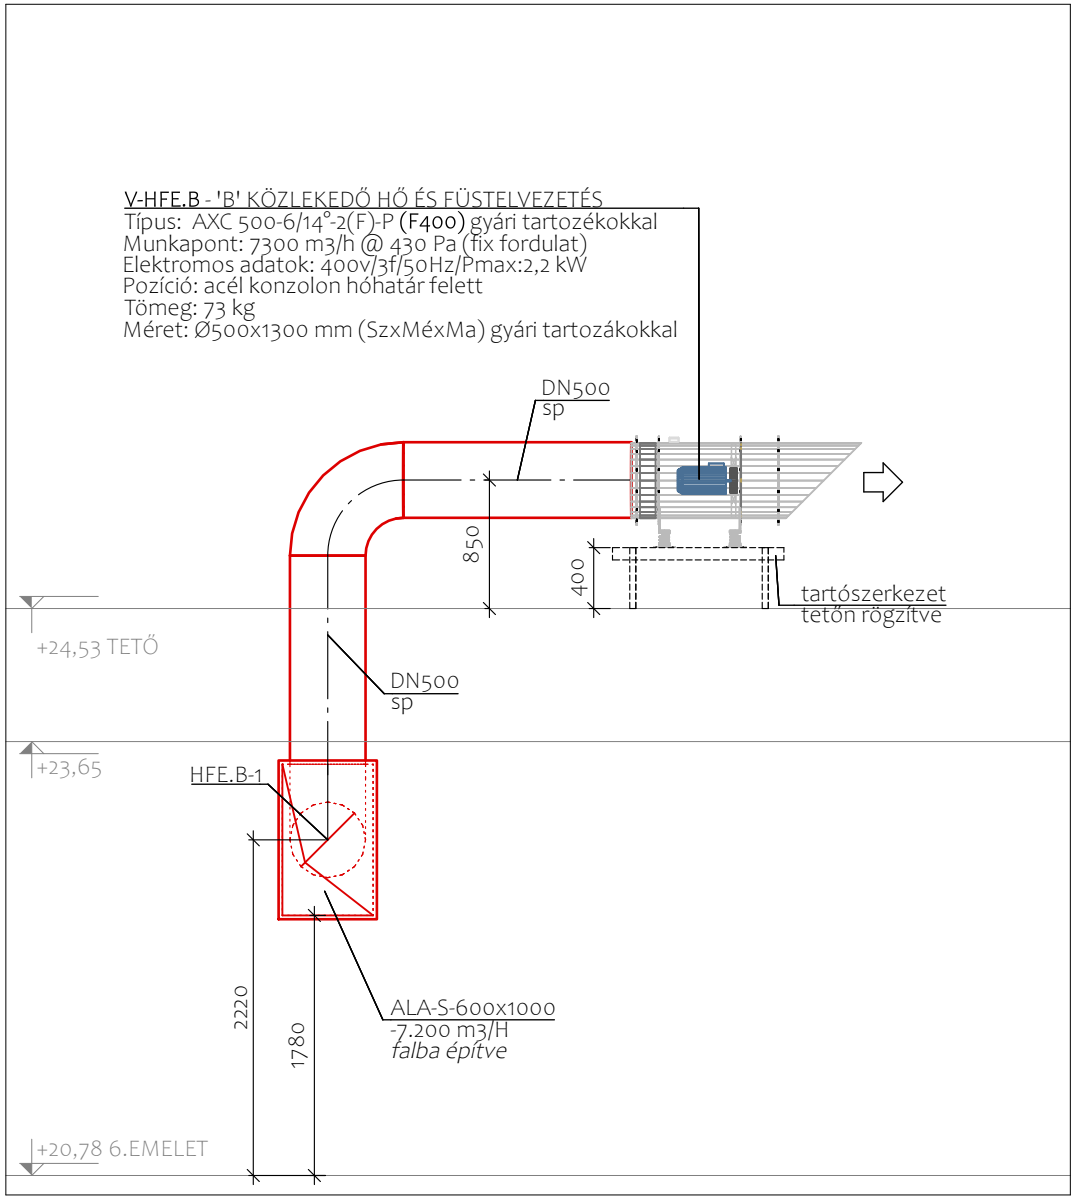 V-HFE.B - 'B' KÖZLEKEDŐ HŐ ÉS FÜSTELVEZETÉS
Típus: AXC 500-6/14°-2(F)-P (F400) gyári tartozékokkal
Munkapont: 7300 m3/h @ 430 Pa (fix fordulat)
Elektromos adatok: 400v/3f/50Hz/Pmax:2,2 kW
Pozíció: acél konzolon hóhatár felett
Tömeg: 73 kg
Méret: Ø500x1300 mm (SzxMéxMa) gyári tartozákokkal
DN500
sp
850
400
tartószerkezet
tetőn rögzítve
+24,53 TETŐ
DN500
sp
+23,65
HFE.B-1
2220
1780
ALA-S-600x1000
-7.200 m3/H
falba építve
+20,78 6.EMELET